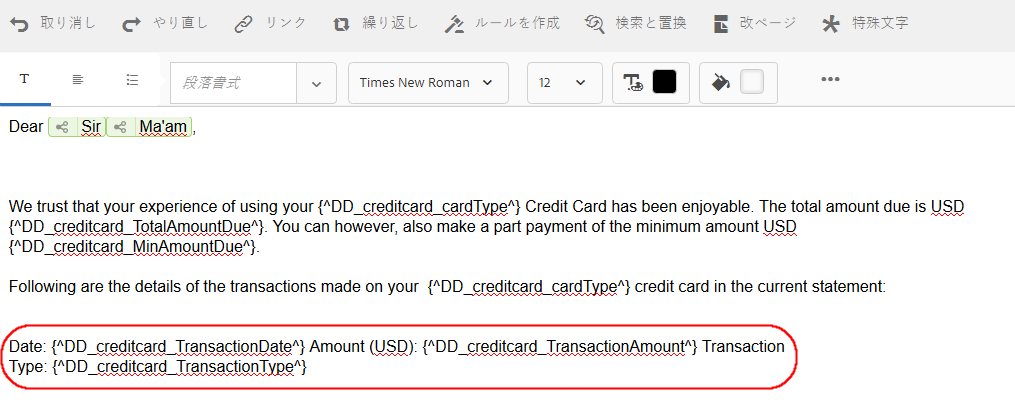 取り消し やり直し リンク 繰り返し ルールを作成 検索と置換 改ページ 特殊文字
T 段落書式 Times New Roman 12 T •••
Dear Sir Ma'am,
We trust that your experience of using your {^DD_creditcard_cardType^} Credit Card has been enjoyable. The total amount due is USD
{^DD_creditcard_TotalAmountDue^}. You can however, also make a part payment of the minimum amount USD
{^DD_creditcard_MinAmountDue^}.
Following are the details of the transactions made on your  {^DD_creditcard_cardType^} credit card in the current statement:
Date: {^DD_creditcard_TransactionDate^} Amount (USD): {^DD_creditcard_TransactionAmount^} Transaction
Type: {^DD_creditcard_TransactionType^}